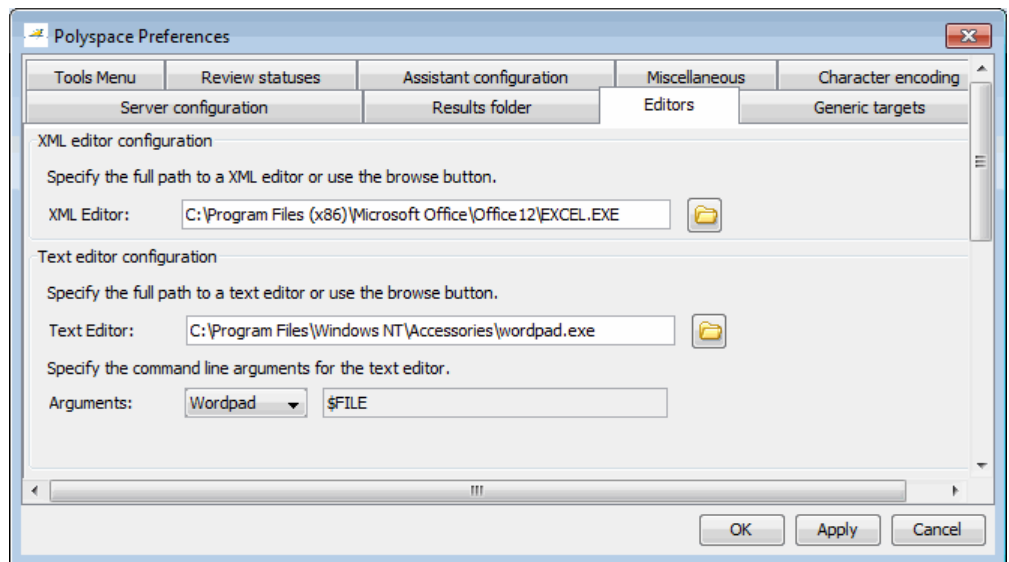 Polyspace Preferences
Tools Menu Review statuses Assistant configuration Miscellaneous Character encoding
Server configuration Results folder Editors Generic targets
XML editor configuration
Specify the full path to a XML editor or use the browse button.
XML Editor: C:\Program Files (x86)\Microsoft Office\Office12\EXCEL.EXE
Text editor configuration
Specify the full path to a text editor or use the browse button.
Text Editor: C:\Program Files\Windows NT\Accessories\wordpad.exe
Specify the command line arguments for the text editor.
Arguments: Wordpad $FILE
OK Apply Cancel